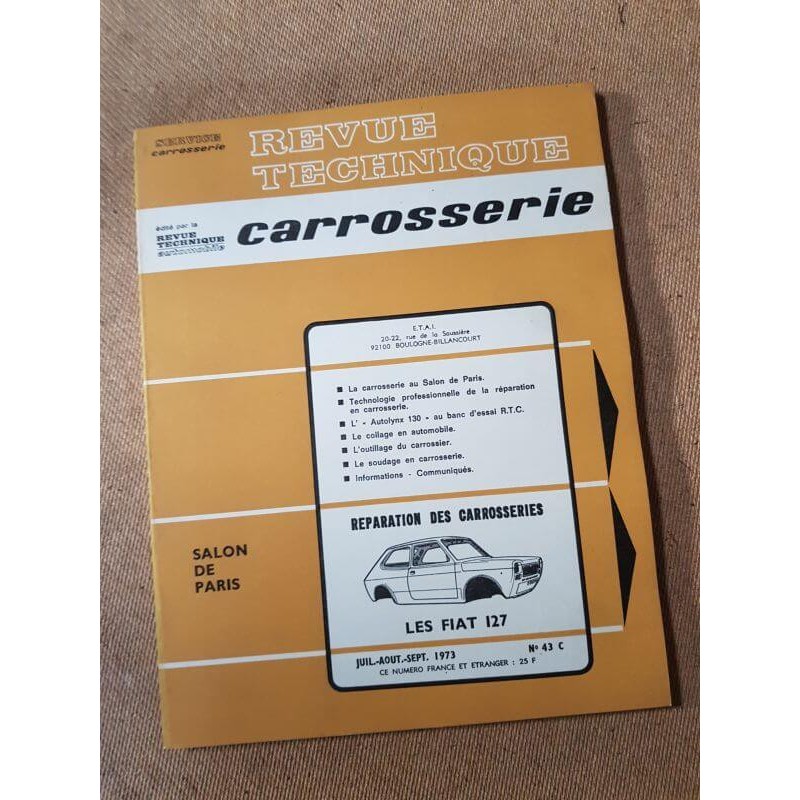 SERVICE
carrosserie
REVUE
TECHNIQUE
édité par la
REVUE
TECHNIQUE
automobile
carrosserie
E.T.A.I.
20-22, rue de la Saussière
92100 BOULOGNE-BILLANCOURT
■ La carrosserie au Salon de Paris.
■ Technologie professionnelle de la réparation
en carrosserie.
■ L' « Autolynx 130 » au banc d'essai R.T.C.
■ Le collage en automobile.
■ L'outillage du carrossier.
■ Le soudage en carrosserie.
■ Informations - Communiqués.
SALON
DE
PARIS
REPARATION DES CARROSSERIES
LES FIAT 127
JUIL.-AOUT.-SEPT. 1973 N° 43 C
CE NUMERO FRANCE ET ETRANGER : 25 F